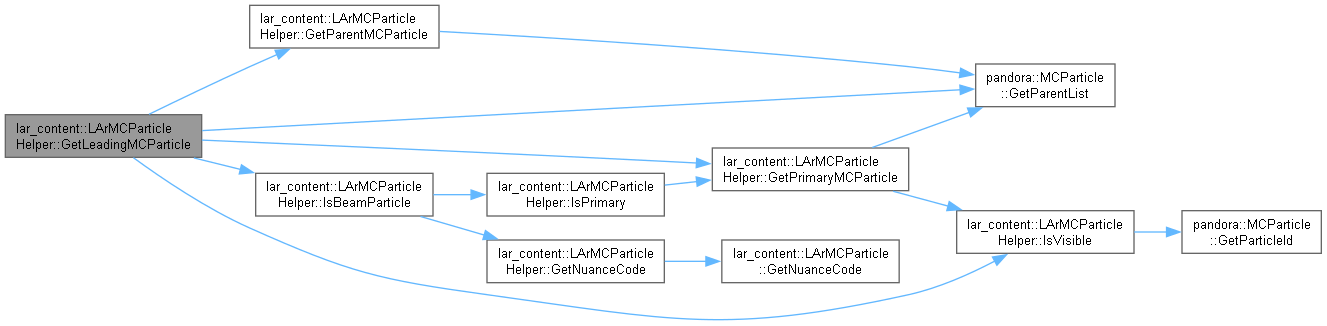 lar_content::LArMCParticle
Helper::GetParentMCParticle
pandora::MCParticle
::GetParentList
lar_content::LArMCParticle
Helper::GetLeadingMCParticle
lar_content::LArMCParticle
Helper::GetPrimaryMCParticle
lar_content::LArMCParticle
Helper::IsBeamParticle
lar_content::LArMCParticle
Helper::IsPrimary
lar_content::LArMCParticle
Helper::IsVisible
pandora::MCParticle
::GetParticleId
lar_content::LArMCParticle
Helper::GetNuanceCode
lar_content::LArMCParticle
::GetNuanceCode